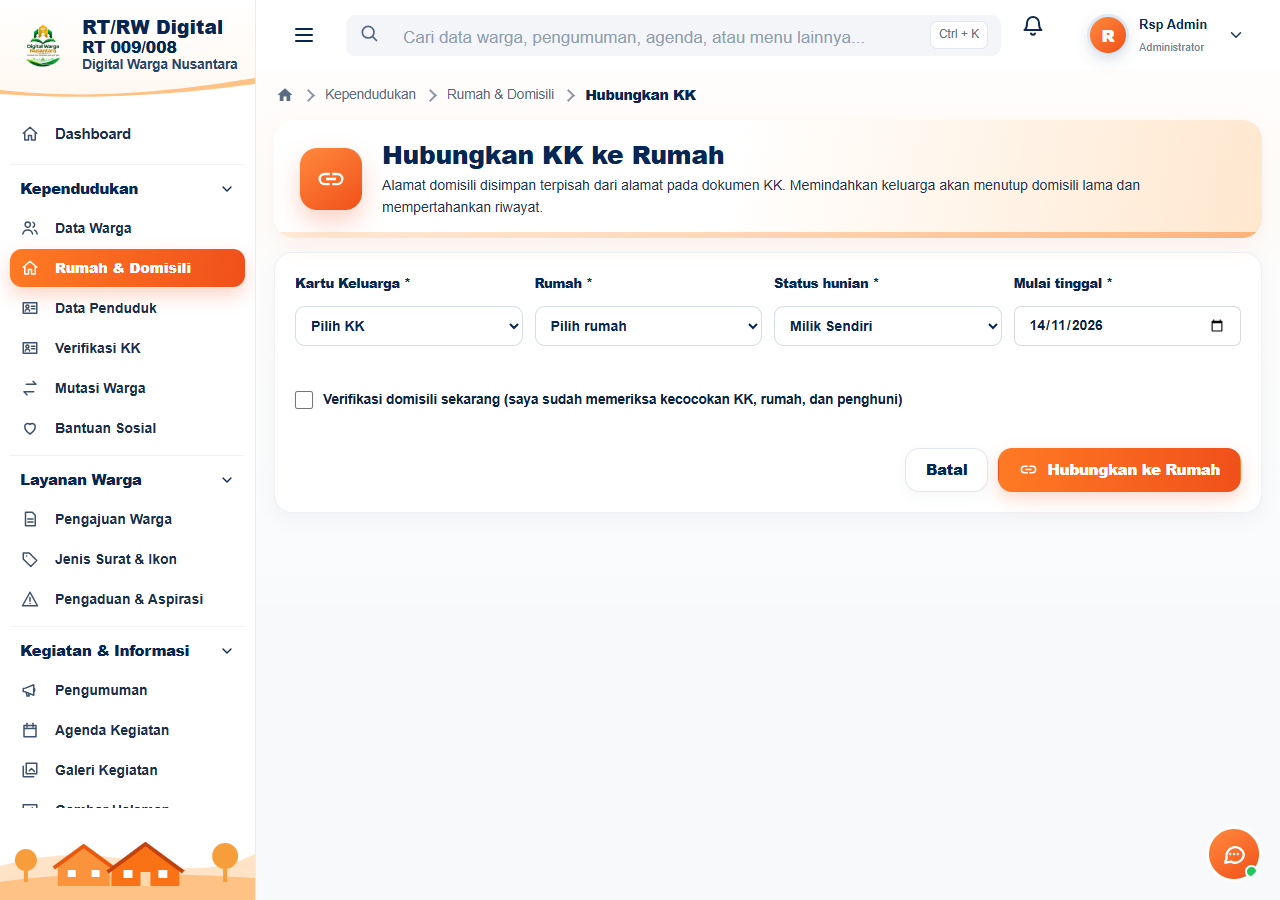 RT/RW Digital
RT 009/008
Digital Warga Nusantara
Digital Warga
Nusantara
Cari data warga, pengumuman, agenda, atau menu lainnya...
Ctrl + K
R
Rsp Admin
Administrator
Kependudukan
Rumah & Domisili
Hubungkan KK
Dashboard
Kependudukan
Data Warga
Rumah & Domisili
Data Penduduk
Verifikasi KK
Mutasi Warga
Bantuan Sosial
Layanan Warga
Pengajuan Warga
Jenis Surat & Ikon
Pengaduan & Aspirasi
Kegiatan & Informasi
Pengumuman
Agenda Kegiatan
Galeri Kegiatan
Hubungkan KK ke Rumah
Alamat domisili disimpan terpisah dari alamat pada dokumen KK. Memindahkan keluarga akan menutup domisili lama dan
mempertahankan riwayat.
Kartu Keluarga *
Pilih KK
Rumah *
Pilih rumah
Status hunian *
Milik Sendiri
Mulai tinggal *
14/11/2026
Verifikasi domisili sekarang (saya sudah memeriksa kecocokan KK, rumah, dan penghuni)
Batal
Hubungkan ke Rumah